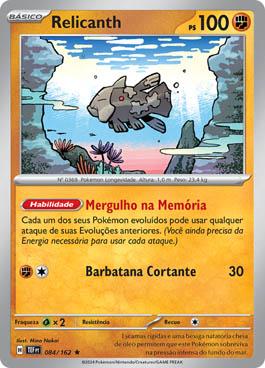 BÁSICO
Relicanth
PS 100
Nº 0369 Pokémon Longevidade Altura: 1,0 m Peso: 23,4 kg
Habilidade Mergulho na Memória
Cada um dos seus Pokémon evoluídos pode usar qualquer
ataque de suas Evoluções anteriores. (Você ainda precisa da
Energia necessária para usar cada ataque.)
Barbatana Cortante 30
Fraqueza x2 Resistência Recuo
Ilust. Mino Nakai
Escamas rígidas e uma bexiga natatória cheia
de óleo permitem que este Pokémon sobreviva
na pressão intensa do fundo do mar.
H TEF PT 084/162 ★
©2024 Pokémon/Nintendo/Creatures/GAME FREAK